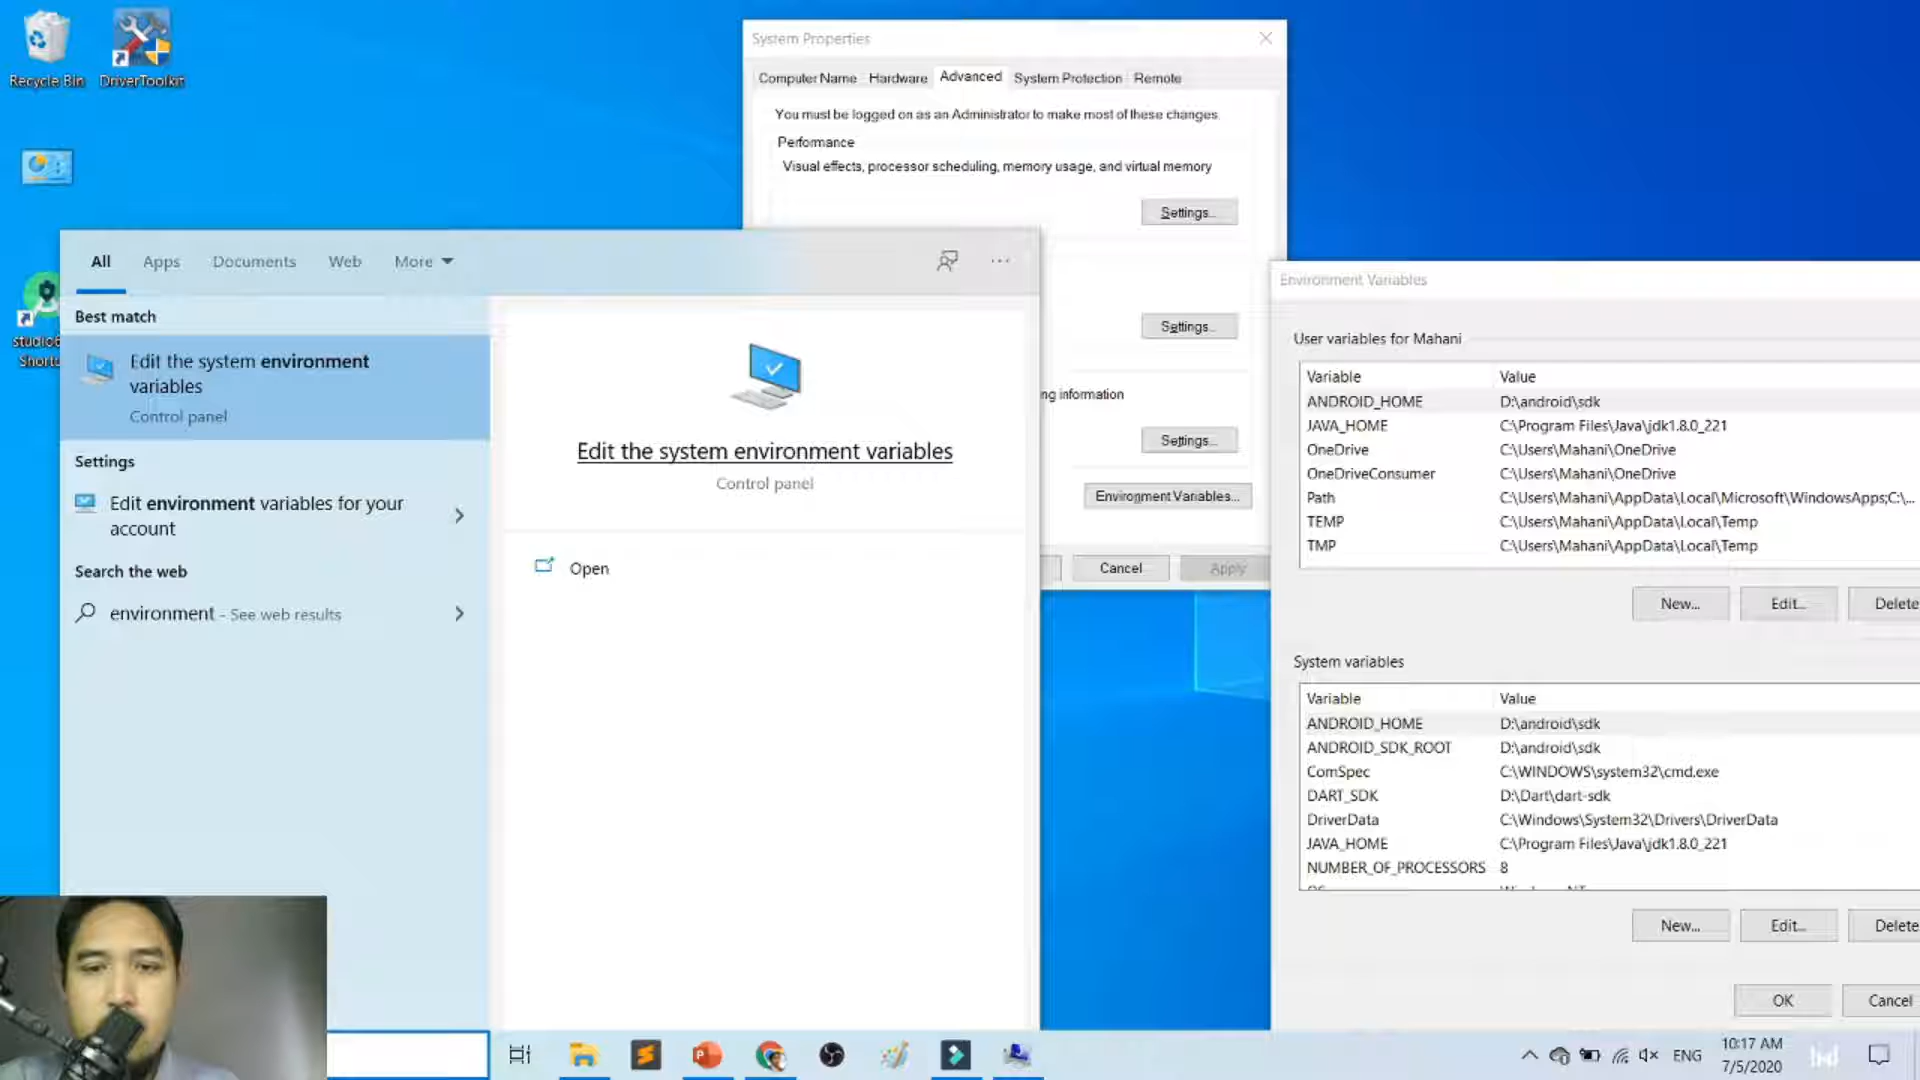 Recycle Bin
DriverToolkit
Shortc
System Properties
Computer Name
Hardware
Advanced
System Protection
Remote
You must be logged on as an Administrator to make most of these changes.
Performance
Visual effects, processor scheduling, memory usage, and virtual memory
Settings...
Settings...
ng information
Settings...
Environment Variables...
Cancel
Apply
All
Apps
Documents
Web
More
Best match
Edit the system environment
variables
Control panel
Settings
Edit environment variables for your
account
Search the web
environment - See web results
Edit the system environment variables
Control panel
Open
Environment Variables
User variables for Mahani
Variable Value
ANDROID_HOME D:\android\sdk
JAVA_HOME C:\Program Files\Java\jdk1.8.0_221
OneDrive C:\Users\Mahani\OneDrive
OneDriveConsumer C:\Users\Mahani\OneDrive
Path C:\Users\Mahani\AppData\Local\Microsoft\WindowsApps;C:\...
TEMP C:\Users\Mahani\AppData\Local\Temp
TMP C:\Users\Mahani\AppData\Local\Temp
New...
Edit...
Delete
System variables
Variable Value
ANDROID_HOME D:\android\sdk
ANDROID_SDK_ROOT D:\android\sdk
ComSpec C:\WINDOWS\system32\cmd.exe
DART_SDK D:\Dart\dart-sdk
DriverData C:\Windows\System32\Drivers\DriverData
JAVA_HOME C:\Program Files\Java\jdk1.8.0_221
NUMBER_OF_PROCESSORS 8
New...
Edit...
Delete
OK
Cancel
ENG
10:17 AM
7/5/2020